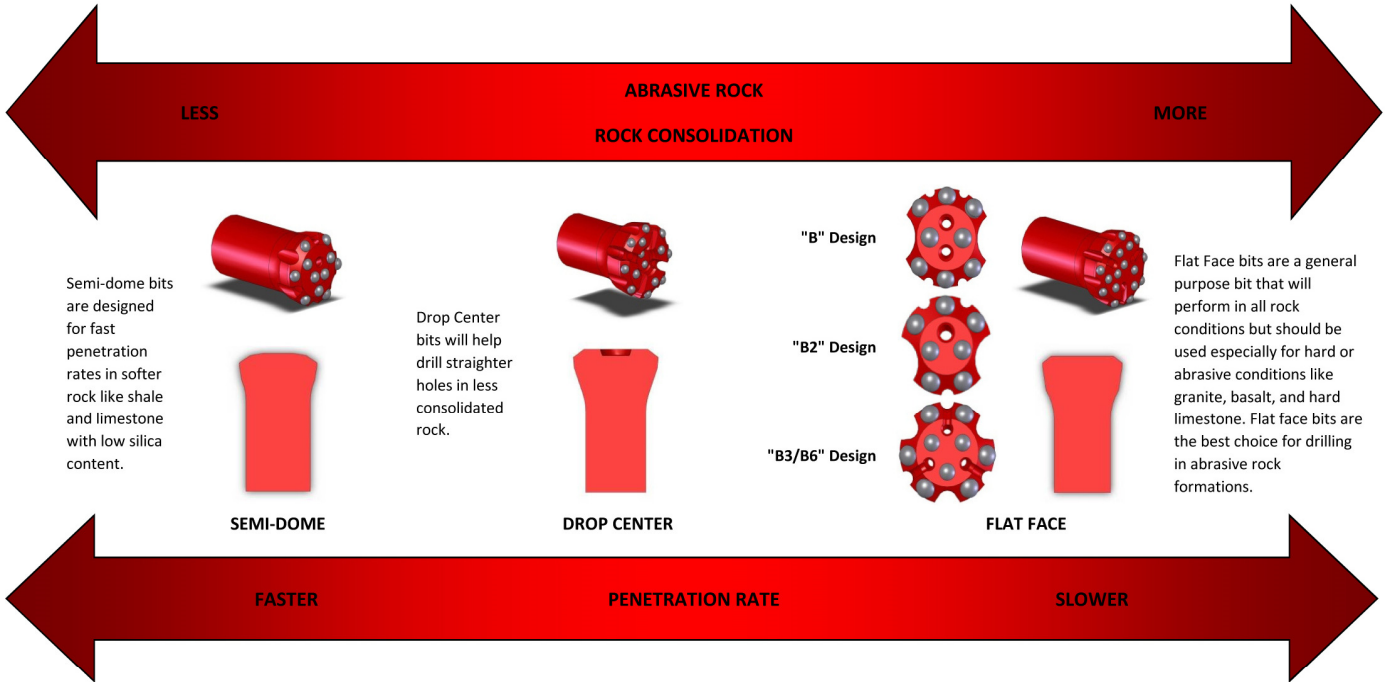 ABRASIVE ROCK
LESS
MORE
ROCK CONSOLIDATION
Semi-dome bits
are designed
for fast
penetration
rates in softer
rock like shale
and limestone
with low silica
content.
SEMI-DOME
Drop Center
bits will help
drill straighter
holes in less
consolidated
rock.
DROP CENTER
"B" Design
"B2" Design
"B3/B6" Design
FLAT FACE
Flat Face bits are a general
purpose bit that will
perform in all rock
conditions but should be
used especially for hard or
abrasive conditions like
granite, basalt, and hard
limestone. Flat face bits are
the best choice for drilling
in abrasive rock
formations.
FASTER
PENETRATION RATE
SLOWER